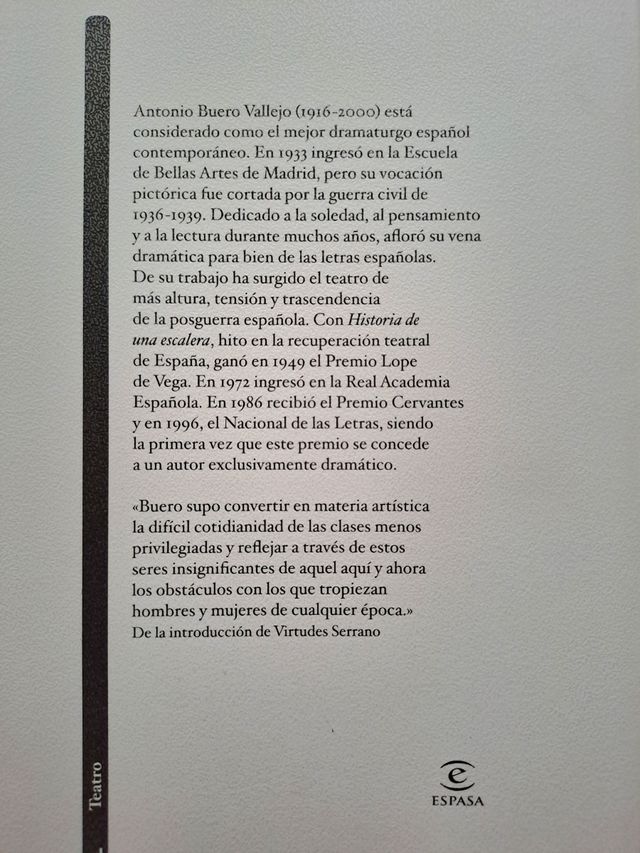 Antonio Buero Vallejo (1916-2000) está
considerado como el mejor dramaturgo español
contemporáneo. En 1933 ingresó en la Escuela
de Bellas Artes de Madrid, pero su vocación
pictórica fue cortada por la guerra civil de
1936-1939. Dedicado a la soledad, al pensamiento
y a la lectura durante muchos años, afloró su vena
dramática para bien de las letras españolas.
De su trabajo ha surgido el teatro de
más altura, tensión y trascendencia
de la posguerra española. Con Historia de
una escalera, hito en la recuperación teatral
de España, ganó en 1949 el Premio Lope
de Vega. En 1972 ingresó en la Real Academia
Española. En 1986 recibió el Premio Cervantes
y en 1996, el Nacional de las Letras, siendo
la primera vez que este premio se concede
a un autor exclusivamente dramático.
«Buero supo convertir en materia artística
la difícil cotidianidad de las clases menos
privilegiadas y reflejar a través de estos
seres insignificantes de aquel aquí y ahora
los obstáculos con los que tropiezan
hombres y mujeres de cualquier época.»
De la introducción de Virtudes Serrano
Teatro
e
ESPASA